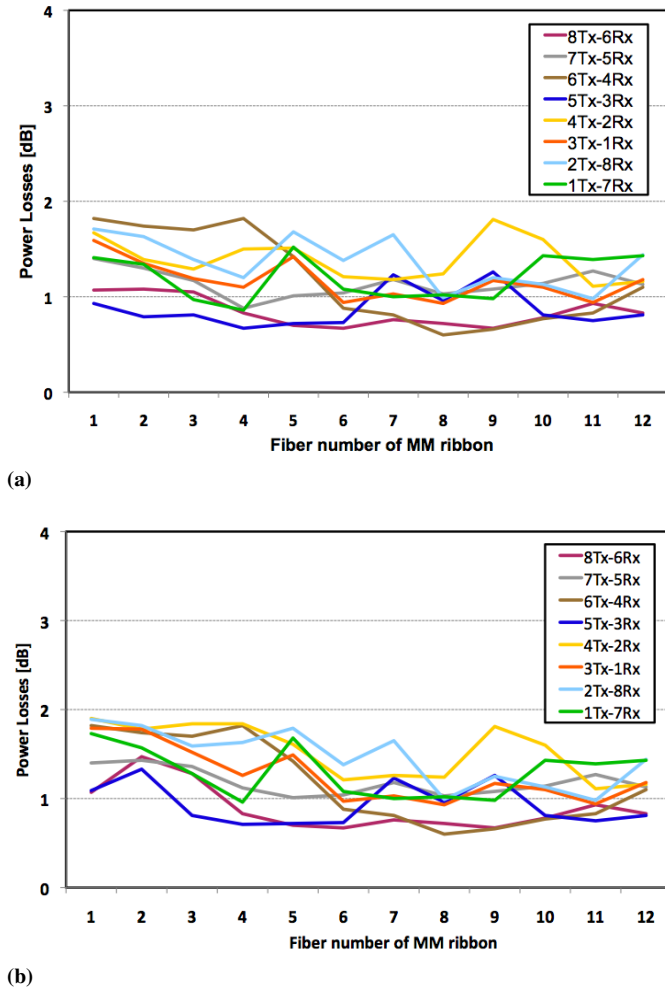 4
3
2
1
0
Power Losses [dB]
8Tx-6Rx
7Tx-5Rx
6Tx-4Rx
5Tx-3Rx
4Tx-2Rx
3Tx-1Rx
2Tx-8Rx
1Tx-7Rx
1 2 3 4 5 6 7 8 9 10 11 12
Fiber number of MM ribbon
(a)
4
3
2
1
0
Power Losses [dB]
8Tx-6Rx
7Tx-5Rx
6Tx-4Rx
5Tx-3Rx
4Tx-2Rx
3Tx-1Rx
2Tx-8Rx
1Tx-7Rx
1 2 3 4 5 6 7 8 9 10 11 12
Fiber number of MM ribbon
(b)